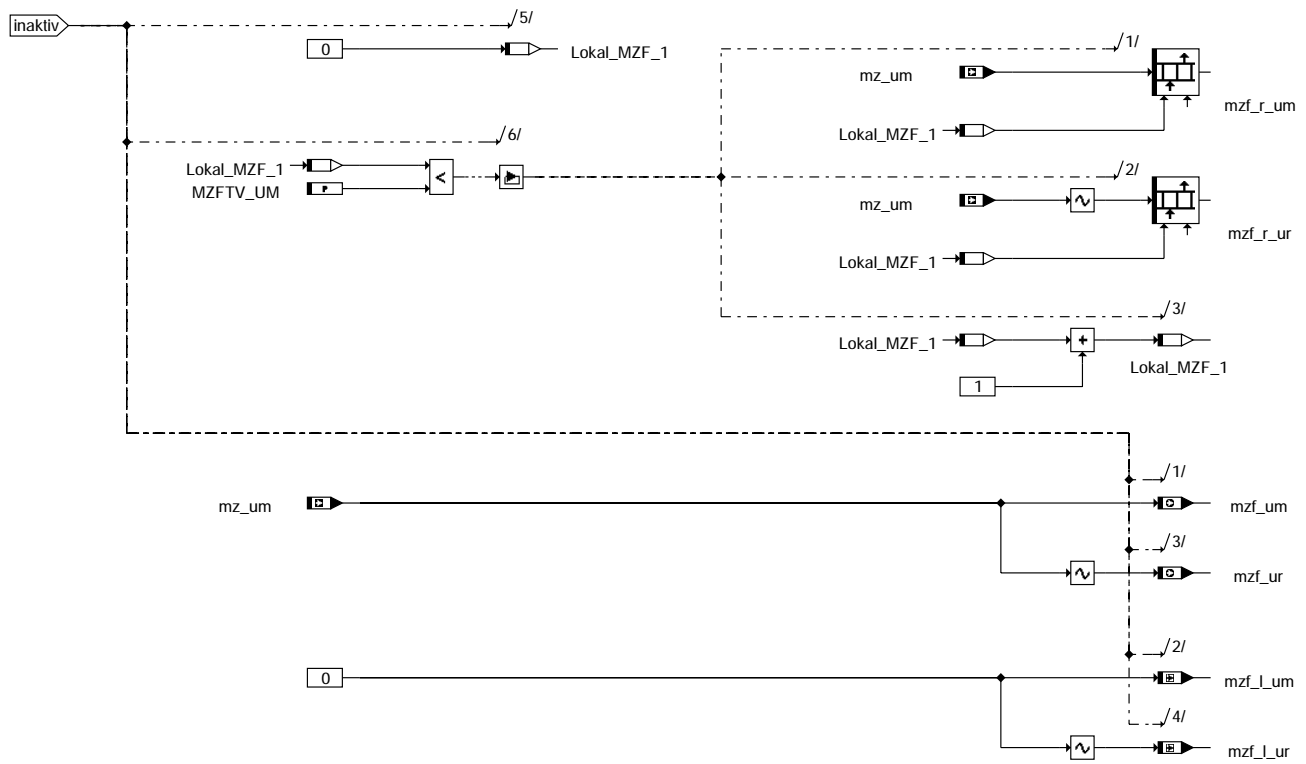 inaktiv
/5/
0
Lokal_MZF_1
/1/
mz_um
mzf_r_um
Lokal_MZF_1
/6/
Lokal_MZF_1
MZFTV_UM
P
<
/2/
mz_um
mzf_r_ur
Lokal_MZF_1
/3/
Lokal_MZF_1
+
Lokal_MZF_1
1
/1/
mz_um
mzf_um
/3/
mzf_ur
/2/
0
mzf_l_um
/4/
mzf_l_ur